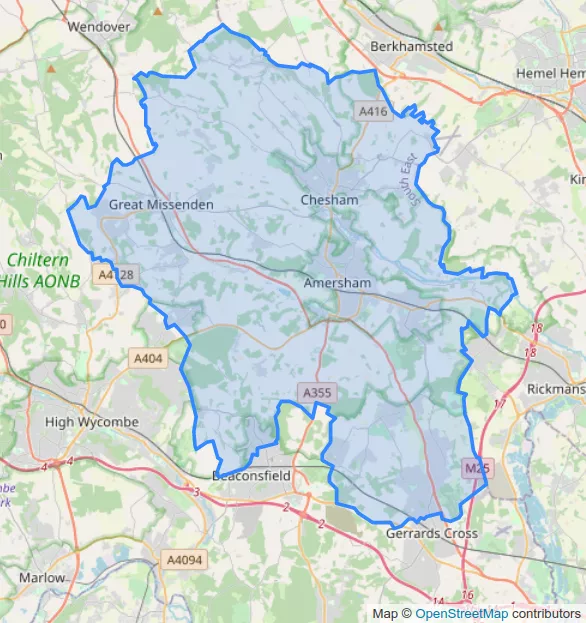 Wendover
Berkhamsted
Hemel Hem
A416
South East
Kin
Chesham
Great Missenden
Chiltern
Hills AONB
A4128
Amersham
0
18
18
A404
A355
17
Rickmans
High Wycombe
4
4
M25
Beaconsfield
3
2
2
Gerrards Cross
A4094
Marlow
14
16
Map © OpenStreetMap contributors